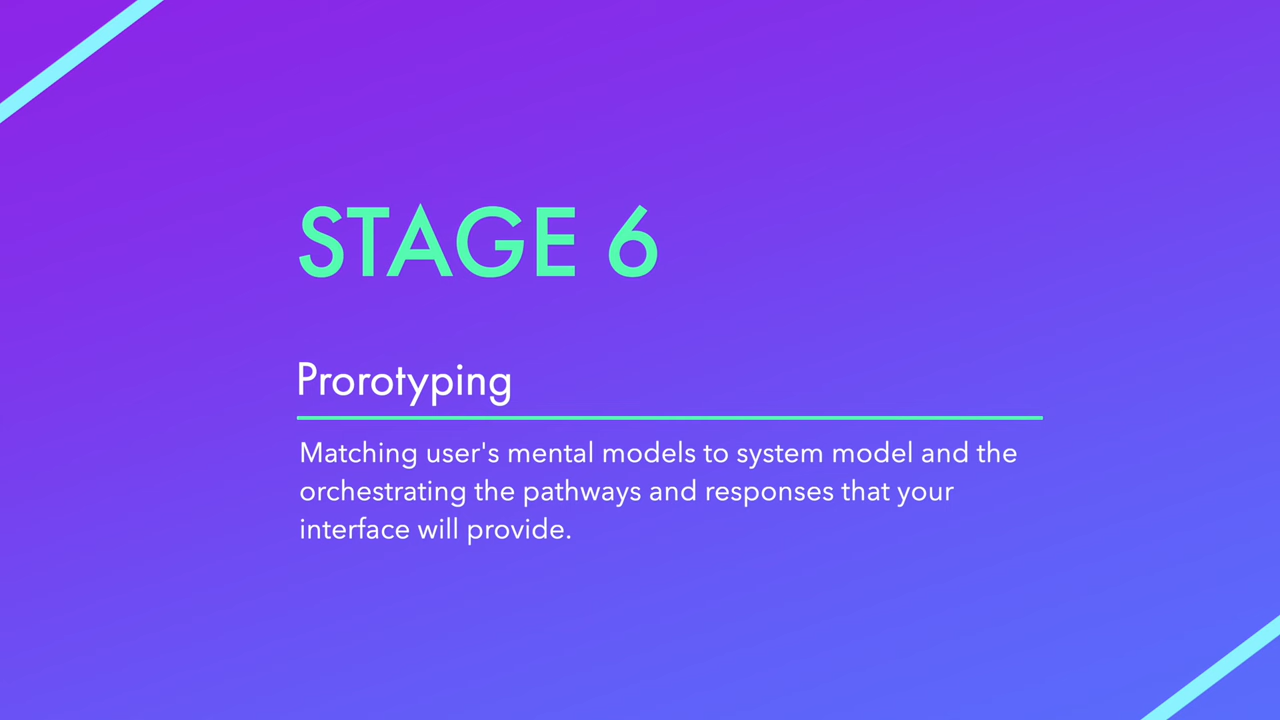 STAGE 6
Prorotyping
Matching user's mental models to system model and the
orchestrating the pathways and responses that your
interface will provide.